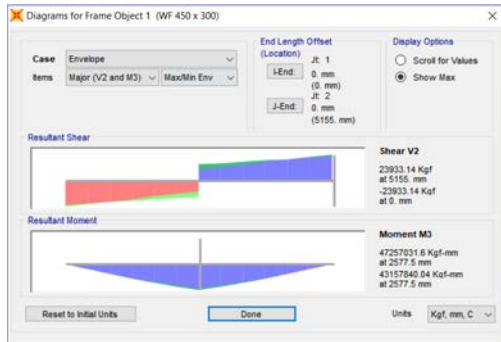 Diagrams for Frame Object 1 (WF 450 x 300)
Case Envelope
Items Major (V2 and M3) Max/Min Env
End Length Offset
(Location)
I-End: Jt: 1
0. mm
(0. mm)
J-End: Jt: 2
0. mm
(5155. mm)
Display Options
Scroll for Values
Show Max
Resultant Shear
Shear V2
23933.14 Kgf
at 5155. mm
-23933.14 Kgf
at 0. mm
Resultant Moment
Moment M3
47257031.6 Kgf-mm
at 2577.5 mm
43157840.04 Kgf-mm
at 2577.5 mm
Reset to Initial Units
Done
Units Kgf, mm, C